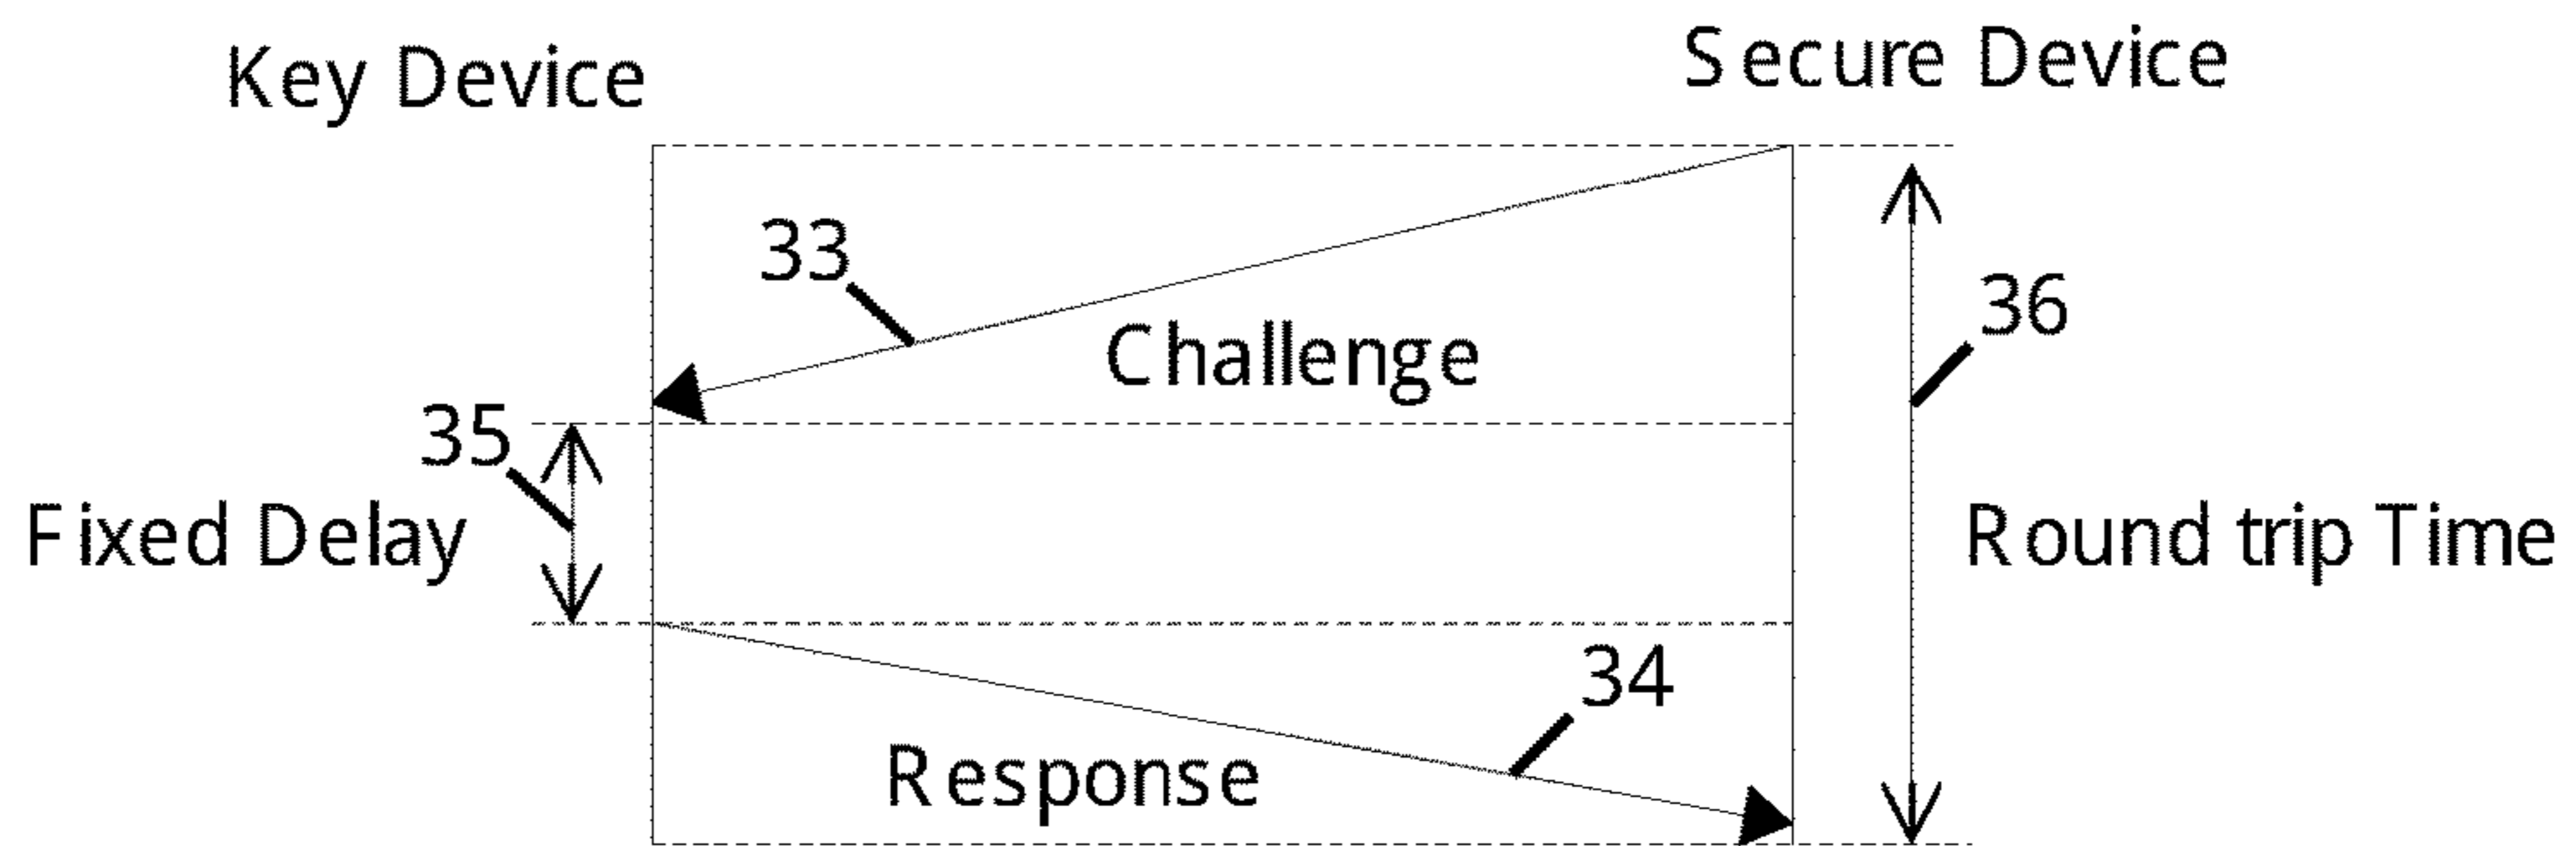 Key Device
Secure Device
33
36
Challenge
35
Fixed Delay
Round trip Time
34
Response